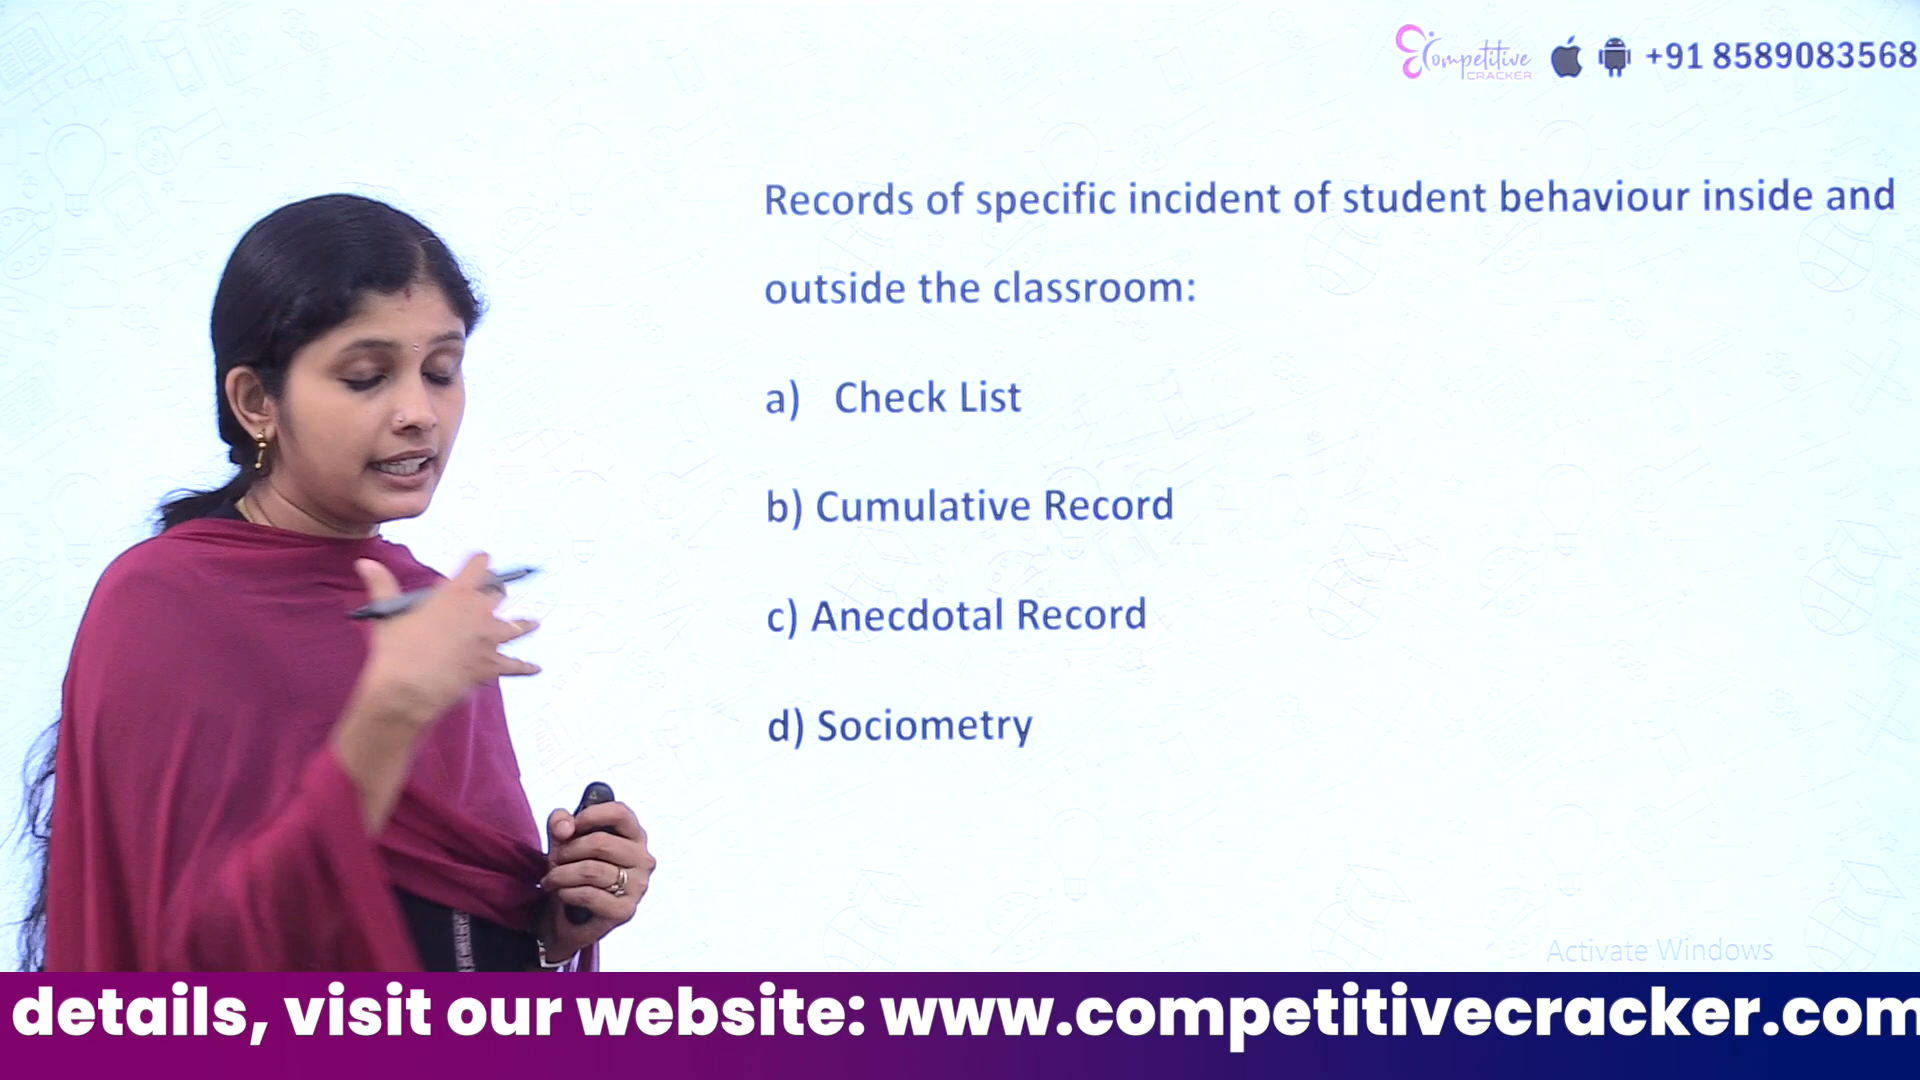 Competitive
CRACKER
+91 8589083568
Records of specific incident of student behaviour inside and
outside the classroom:
a) Check List
b) Cumulative Record
c) Anecdotal Record
d) Sociometry
Activate Windows
details, visit our website: www.competitivecracker.com